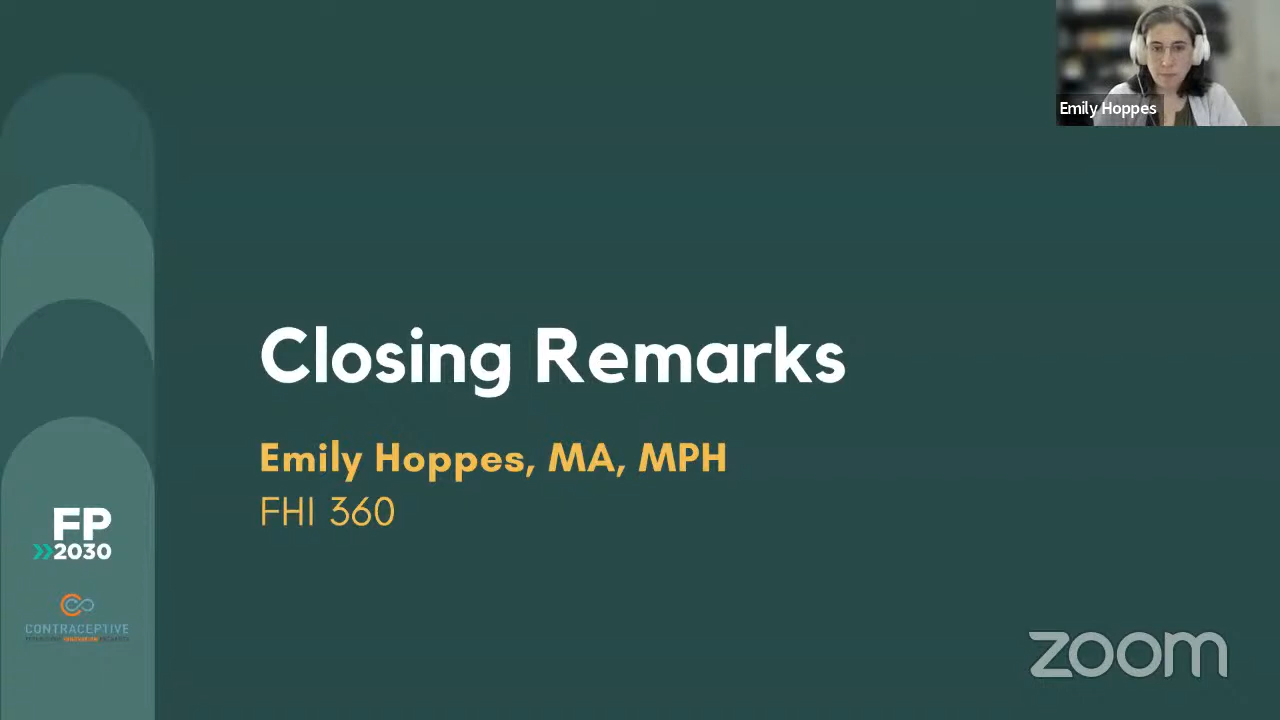 Emily Hoppes
Closing Remarks
Emily Hoppes, MA, MPH
FHI 360
FP
2030
CONTRACEPTIVE
zoom